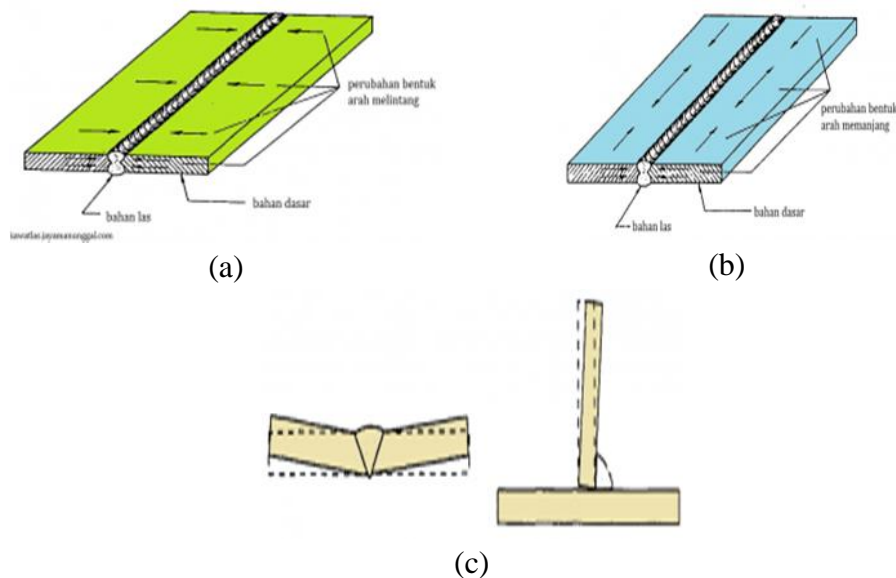 perubahan bentuk
arah melintang
bahan dasar
bahan las
(a)
perubahan bentuk
arah memanjang
bahan dasar
bahan las
(b)
(c)